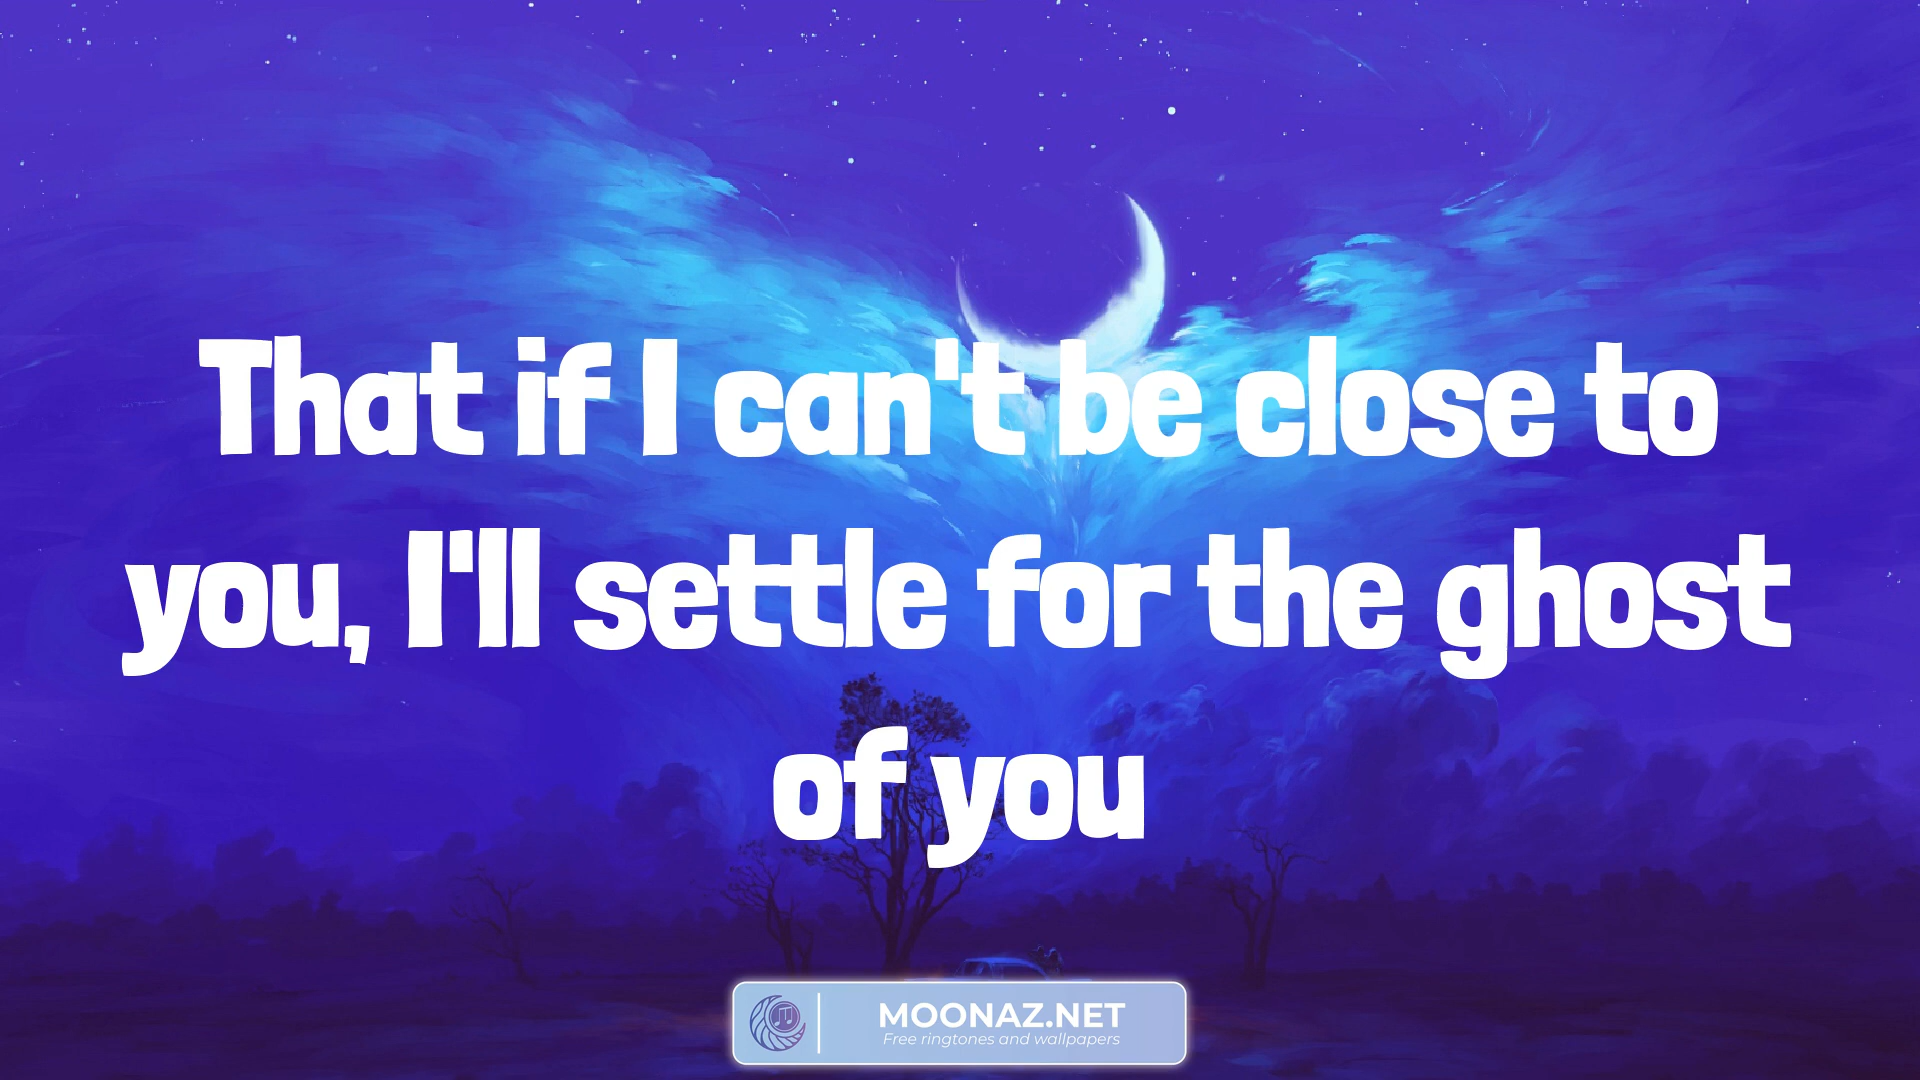 That if I can't be close to
you, I'll settle for the ghost
of you
MOONAZ.NET
Free ringtones and wallpapers